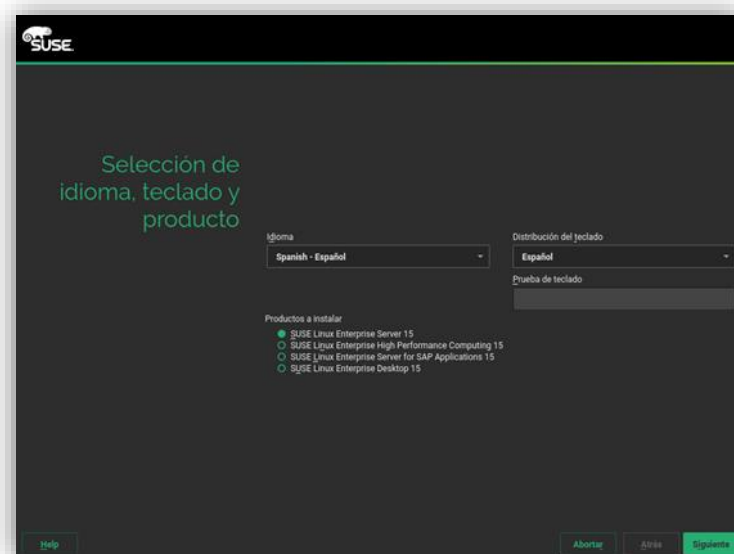 SUSE
Selección de
idioma, teclado y
producto
Idioma
Spanish - Español
Distribución del teclado
Español
Prueba de teclado
Productos a instalar
SUSE Linux Enterprise Server 15
SUSE Linux Enterprise High Performance Computing 15
SUSE Linux Enterprise Server for SAP Applications 15
SUSE Linux Enterprise Desktop 15
Help
Abortar
Atrás
Siguiente